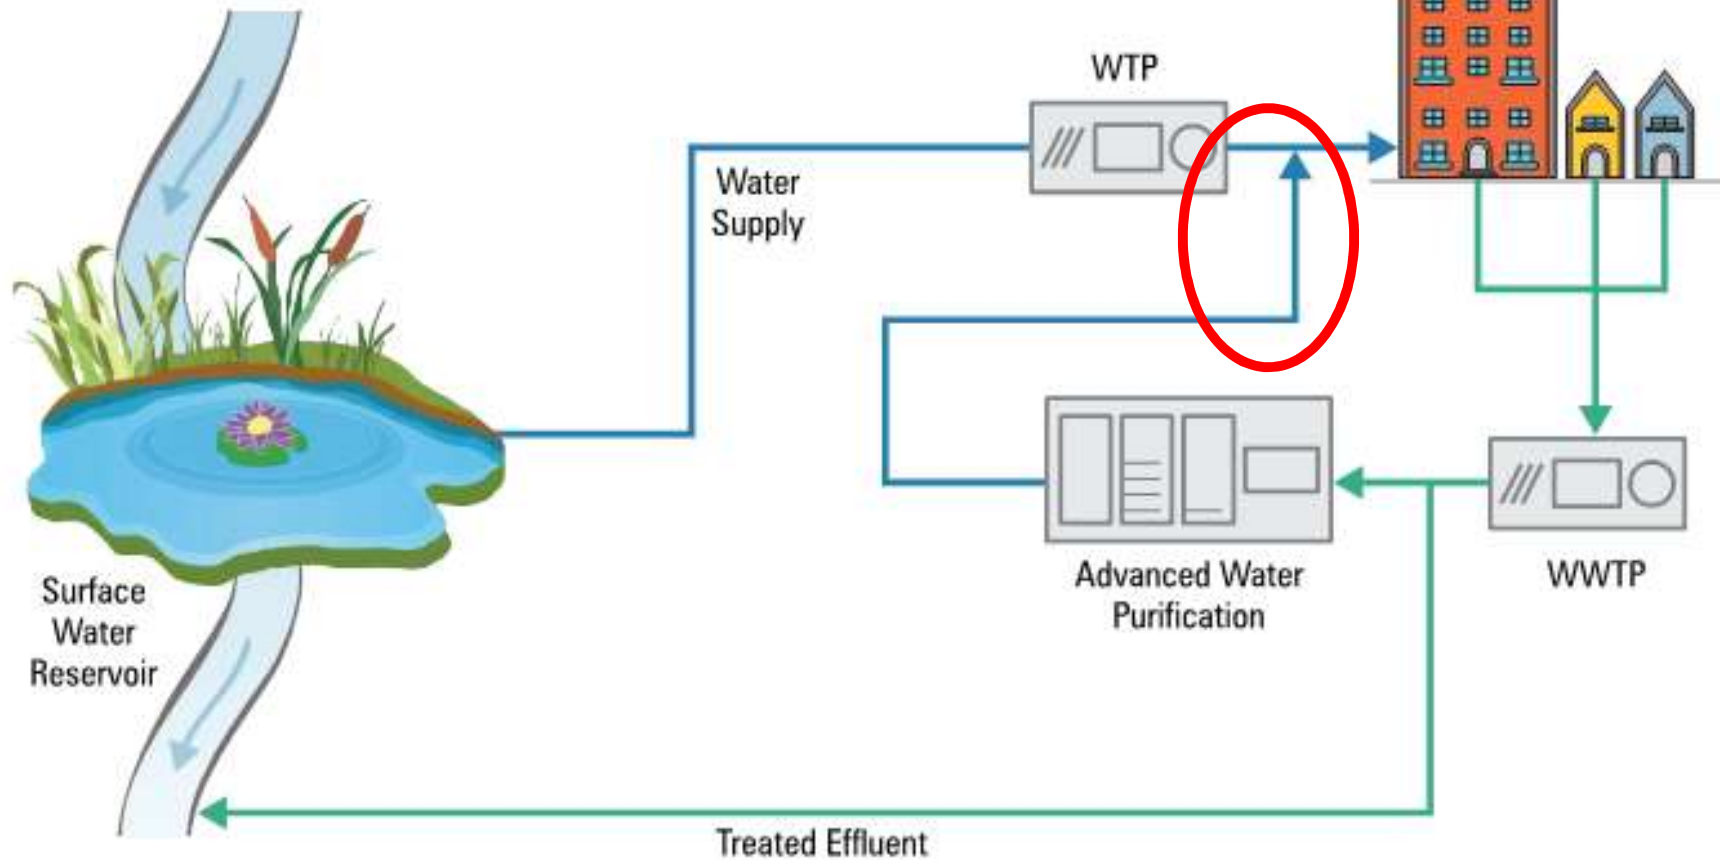 WTP
Water
Supply
Surface
Water
Reservoir
Advanced Water
Purification
WWTP
Treated Effluent